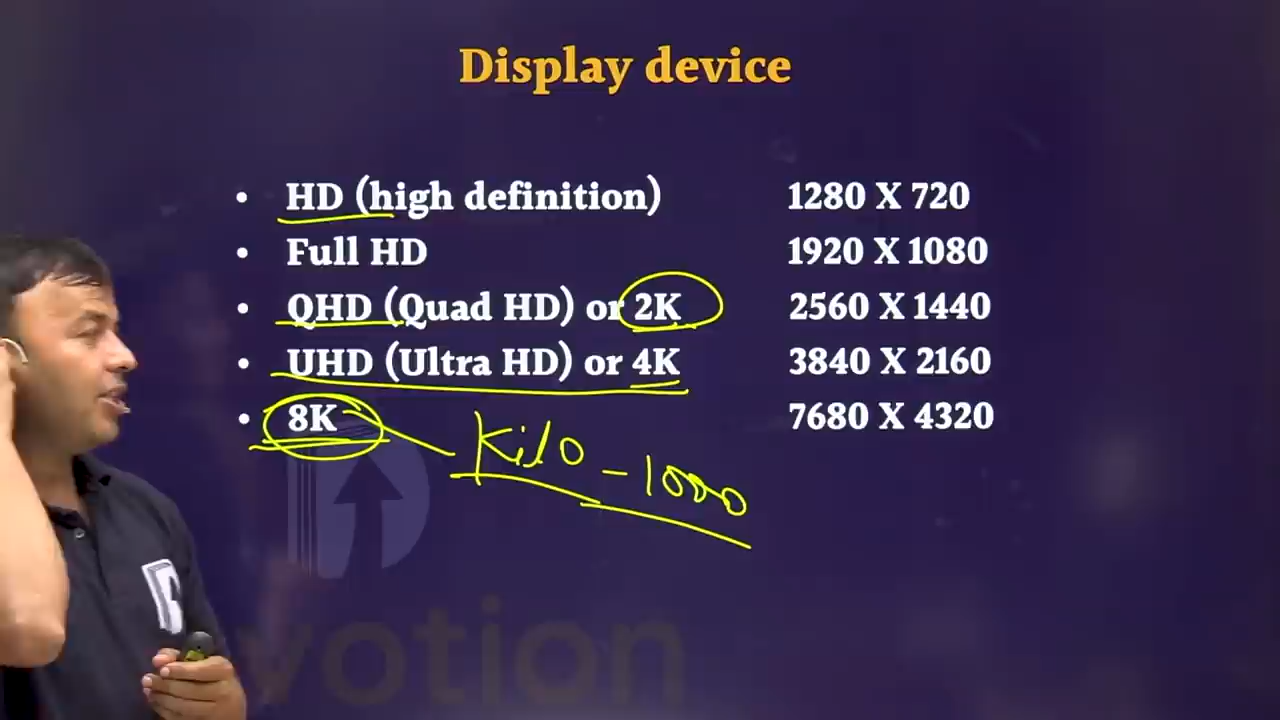 Display device
• HD (high definition) 1280 X 720
• Full HD 1920 X 1080
• QHD (Quad HD) or 2K 2560 X 1440
• UHD (Ultra HD) or 4K 3840 X 2160
• 8K 7680 X 4320
Kilo - 1000
votion